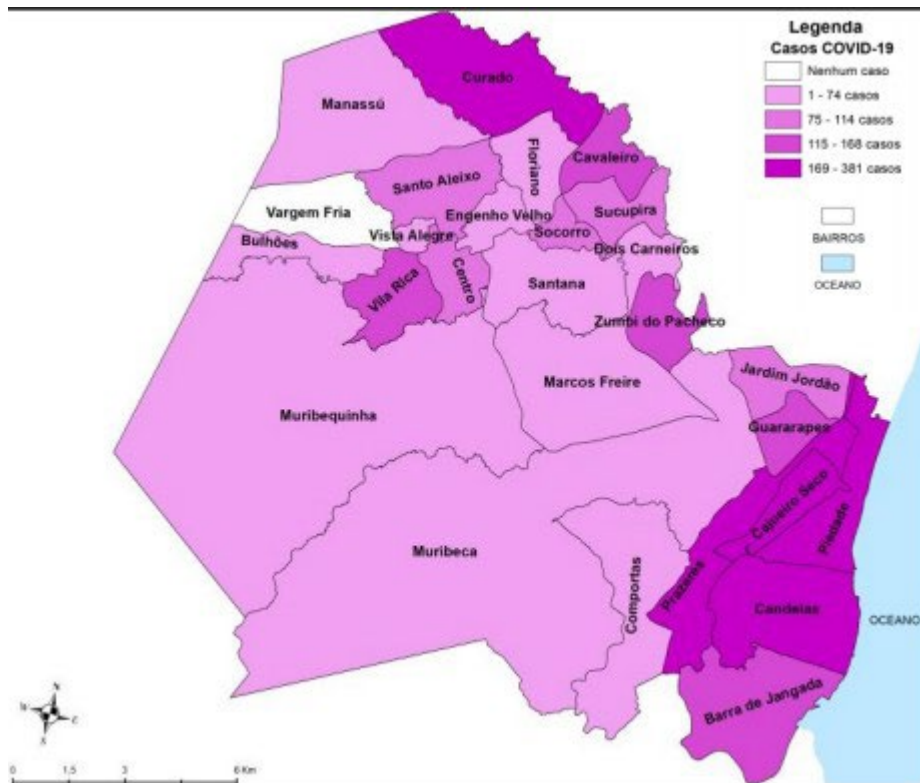 Legenda
Casos COVID-19
Nenhum caso
1 - 74 casos
75 - 114 casos
115 - 168 casos
169 - 381 casos
BAIRROS
OCEANO
Curado
Manassú
Floriano
Cavaleiro
Santo Aleixo
Vargem Fria
Engenho Velho
Sucupira
Vista Alegre
Socorro
Bulhões
Dois Carneiros
Vila Rica
Centro
Santana
Zumbi do Pacheco
Marcos Freire
Jardim Jordão
Muribequinha
Guararapes
Cajueiro Seco
Piedade
Muribeca
Comportas
Prazeres
Candeias
OCEANO
Barra de Jangada
N
W
E
S
0 1,5 3 6 Km